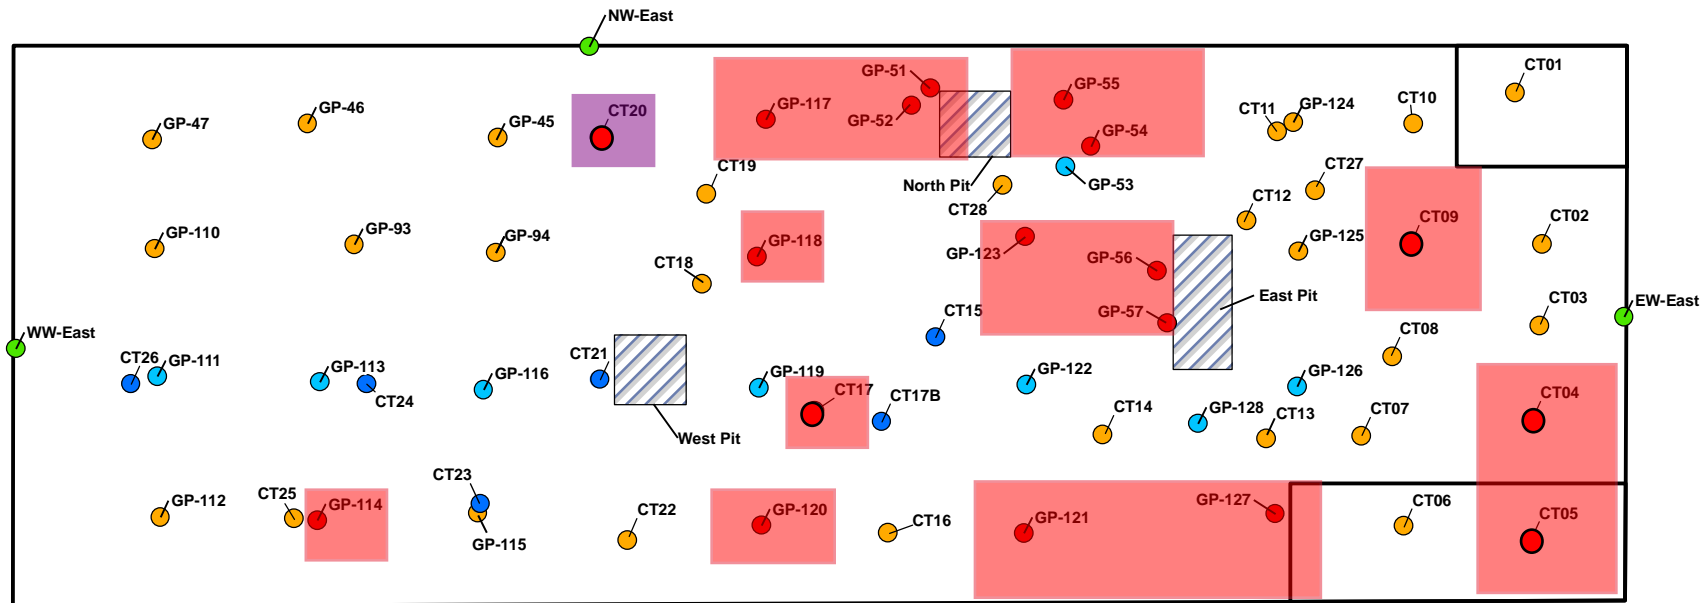 NW-East
CT01
GP-51
GP-55
GP-46
GP-117
GP-124
CT10
GP-47
GP-45
CT20
GP-52
CT11
GP-54
CT19
North Pit
GP-53
CT27
CT28
CT12
CT09
CT02
GP-110
GP-93
GP-94
GP-118
GP-123
GP-125
CT18
GP-56
East Pit
CT03
EW-East
WW-East
CT15
GP-57
CT08
CT26
GP-111
GP-113
CT21
GP-116
GP-119
GP-122
GP-126
CT24
CT17
CT17B
CT04
West Pit
CT14
GP-128
CT13
CT07
CT23
CT25
GP-112
GP-114
GP-115
CT22
GP-120
CT16
GP-121
GP-127
CT06
CT05